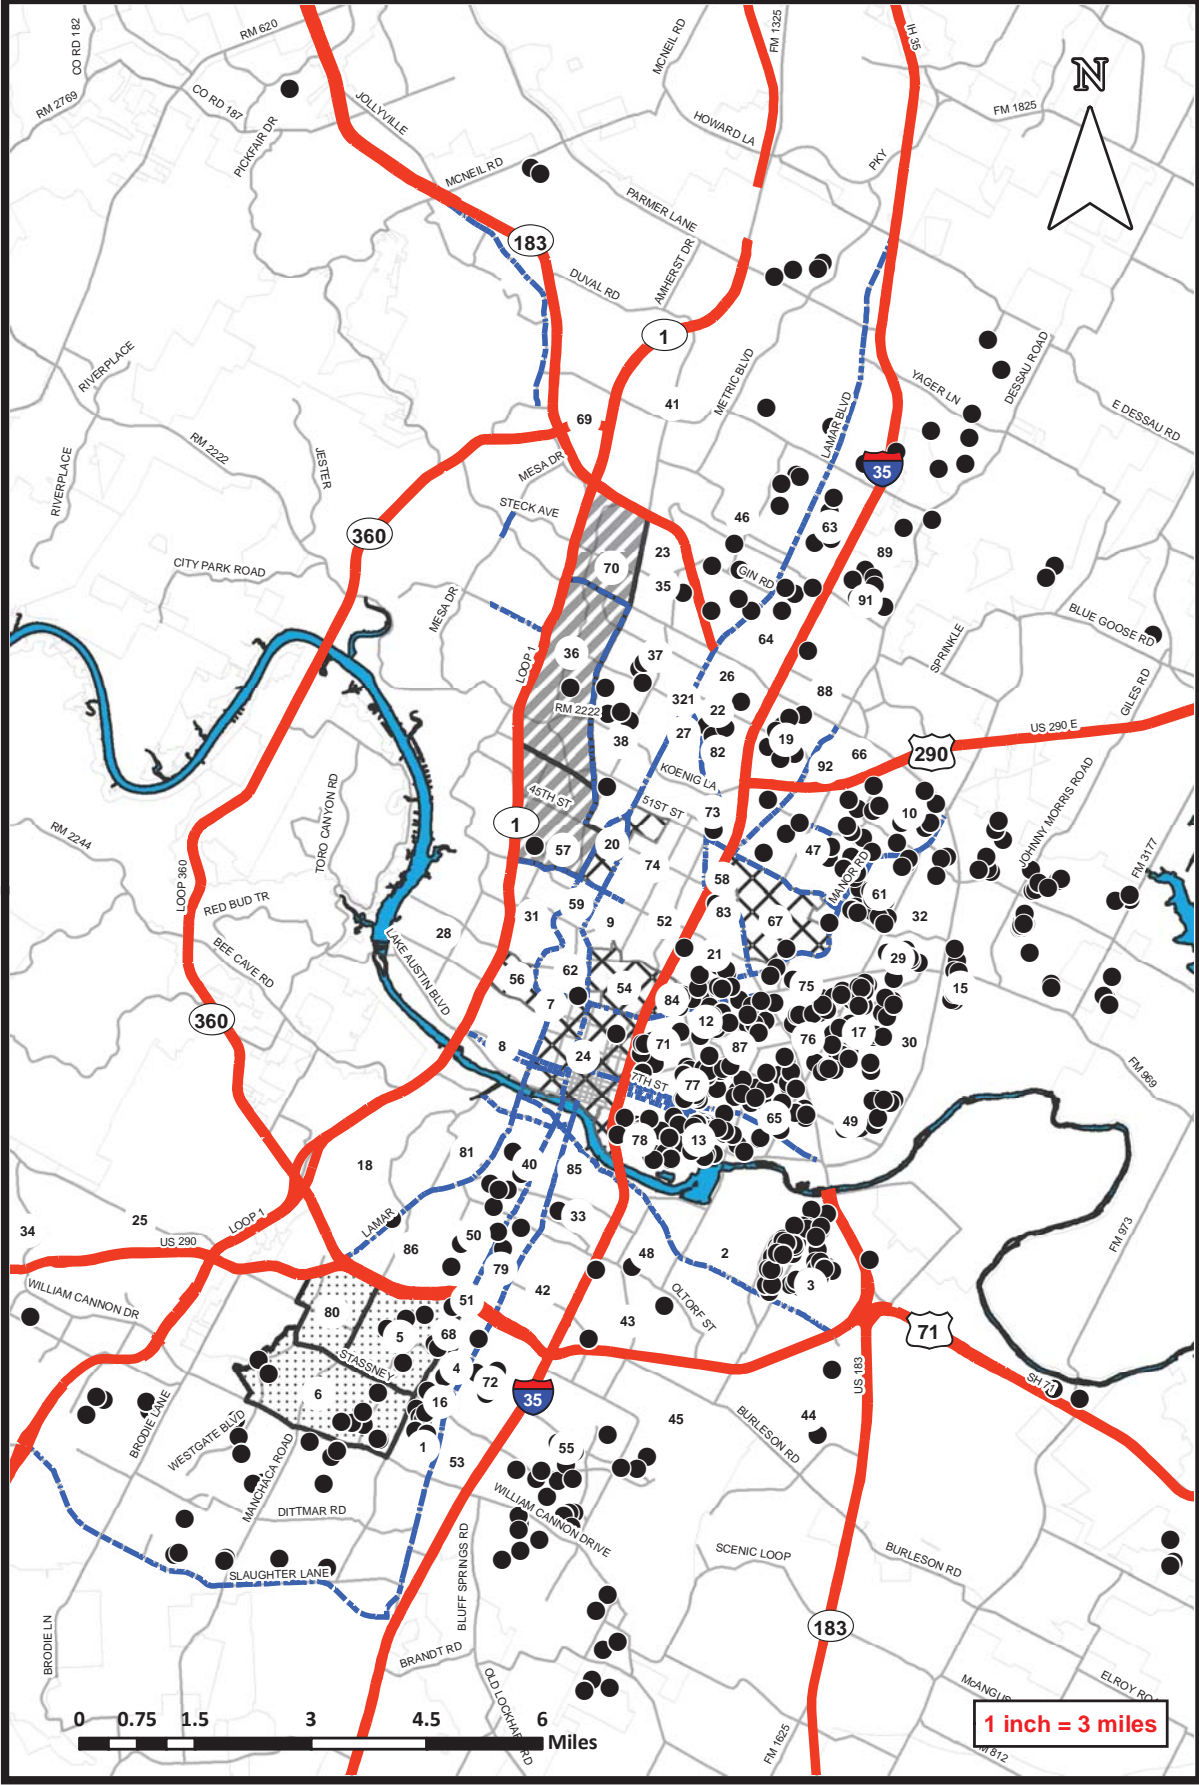 CO RD 182
RM 620
MCNEIL RD
FM 1325
IH 35
N
RM 2769
CO RD 187
JOLLYVILLE
PICKFAIR DR
HOWARD LA
FM 1825
PKY
MCNEIL RD
PARMER LANE
183
DUVAL RD
AMHERST DR
1
RIVERPLACE
METRIC BLVD
YAGER LN
DESSAU ROAD
E DESSAU RD
41
69
LAMAR BLVD
RM 2222
JESTER
RIVERPLACE
MESA DR
35
STECK AVE
360
46
63
89
CITY PARK ROAD
70
23
35
GIN RD
91
MESA DR
BLUE GOOSE RD
64
SPRINKLE
36
37
LOOP 1
26
88
GILES RD
321
RM 2222
22
27
38
82
19
US 290 E
66
290
92
KOENIG LA
45TH ST
51ST ST
TORO CANYON RD
JOHNNY MORRIS ROAD
73
10
1
RM 2244
20
57
47
FM 3177
74
MANOR RD
58
61
LOOP 360
RED BUD TR
59
31
9
52
83
67
32
28
BEE CAVE RD
LAKE AUSTIN BLVD
21
29
62
56
54
75
15
7
84
360
12
71
76
17
30
8
24
87
7TH ST
77
FM 969
65
49
78
13
81
40
85
18
34
25
LOOP 1
LAMAR
33
FM 973
US 290
86
50
48
2
79
3
WILLIAM CANNON DR
42
OLTORF ST
80
51
43
71
5
68
STASSNEY
4
72
US 183
SH 71
6
16
35
BRODIE LANE
WESTGATE BLVD
45
BURLESON RD
44
1
55
MANCHACA ROAD
53
WILLIAM CANNON DRIVE
DITTMAR RD
SCENIC LOOP
BURLESON RD
SLAUGHTER LANE
BLUFF SPRINGS RD
BRODIE LN
183
BRANDT RD
OLD LOCKHART RD
McANGUS
ELROY RO
FM 1625
FM 812
0 0.75 1.5 3 4.5 6
Miles
1 inch = 3 miles